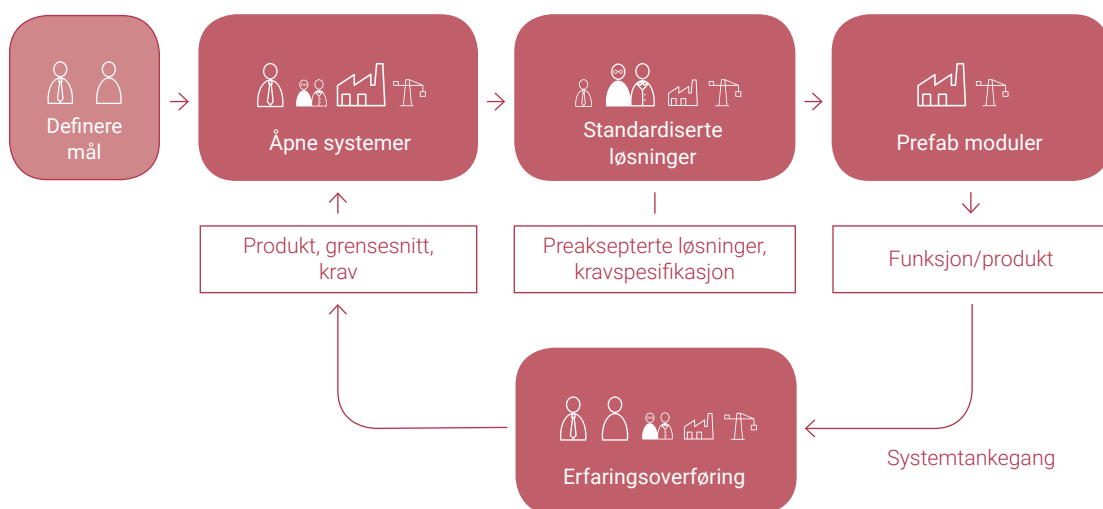 Definere
mål
Åpne systemer
Standardiserte
løsninger
Prefab moduler
Produkt, grensesnitt,
krav
Preaksepterte løsninger,
kravspesifikasjon
Funksjon/produkt
Erfaringsoverføring
Systemtankegang